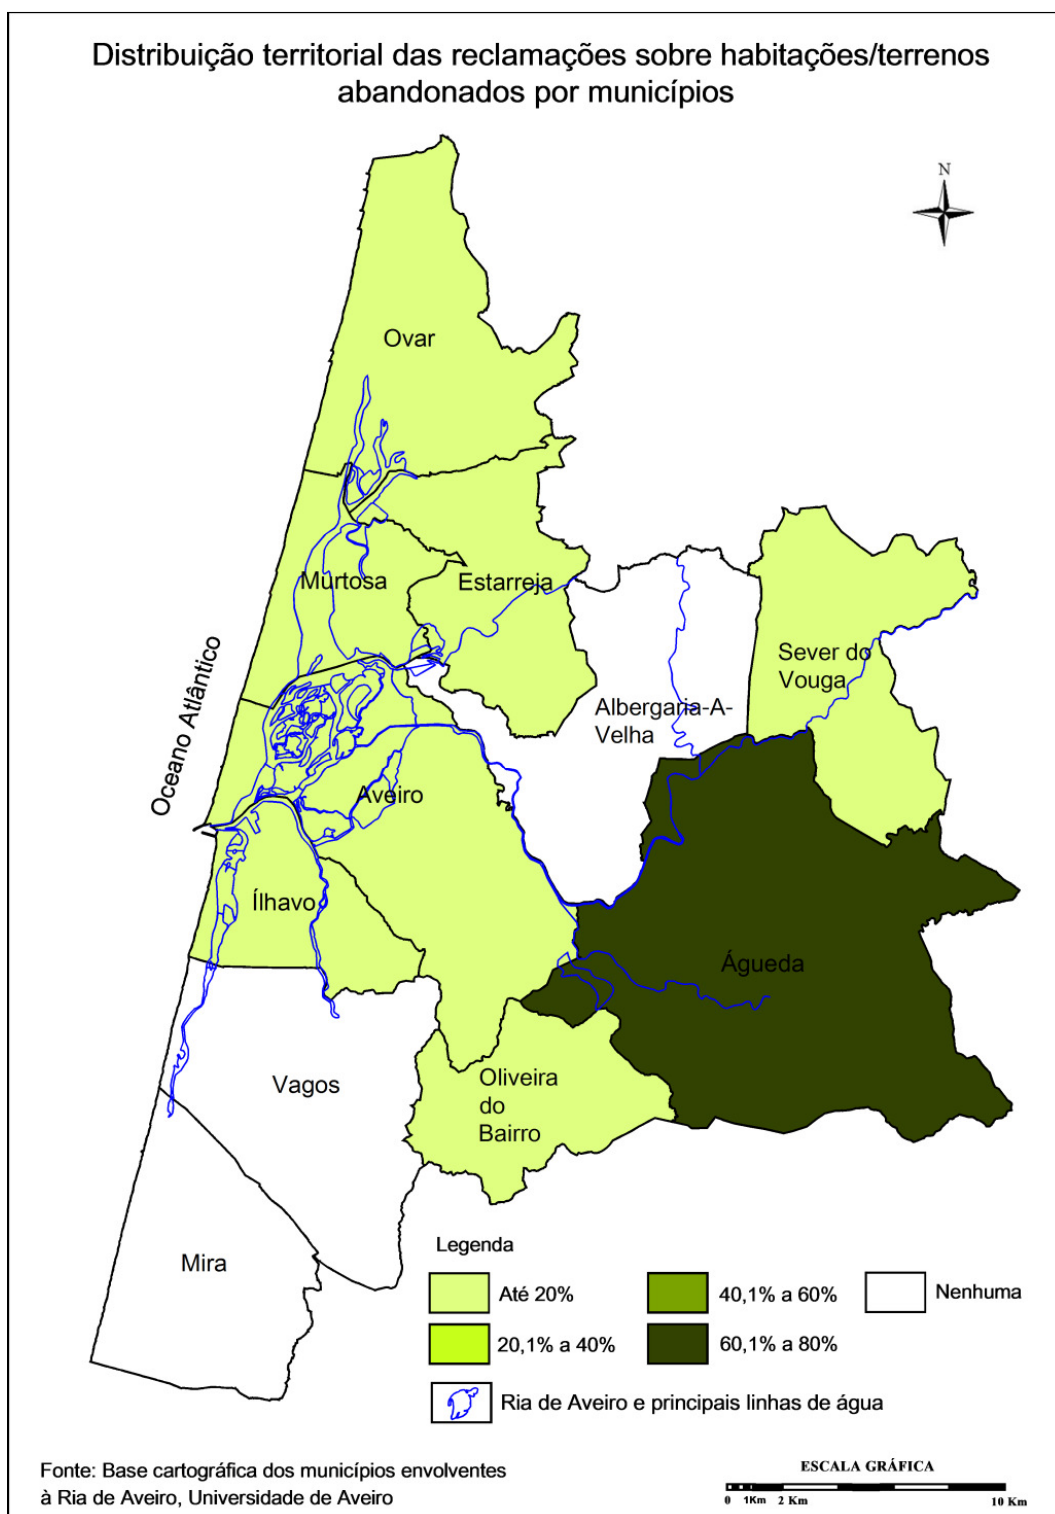 Distribuição territorial das reclamações sobre habitações/terrenos
abandonados por municípios
N
Ovar
Murtosa
Estarreja
Sever do
Vouga
Albergaria-A-
Velha
Oceano Atlântico
Aveiro
Ílhavo
Águeda
Vagos
Oliveira
do
Bairro
Mira
Legenda
Até 20%
40,1% a 60%
Nenhuma
20,1% a 40%
60,1% a 80%
Ria de Aveiro e principais linhas de água
Fonte: Base cartográfica dos municípios envolventes
à Ria de Aveiro, Universidade de Aveiro
ESCALA GRÁFICA
0 1Km 2 Km 10 Km